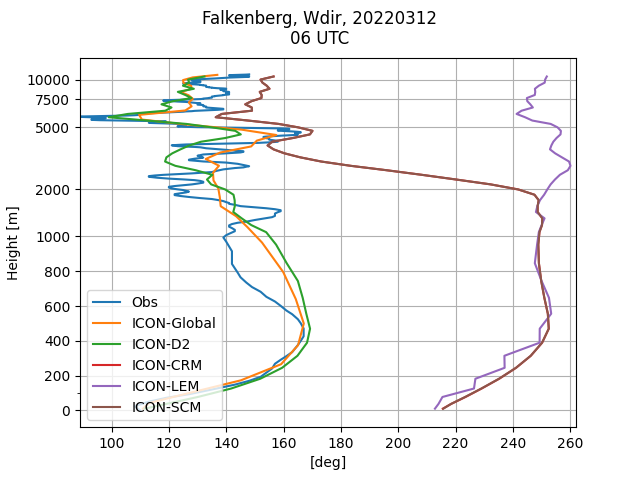 Falkenberg, Wdir, 20220312
06 UTC
Height [m]
10000
7500
5000
2000
1000
800
600
400
200
0
Obs
ICON-Global
ICON-D2
ICON-CRM
ICON-LEM
ICON-SCM
100 120 140 160 180 200 220 240 260
[deg]